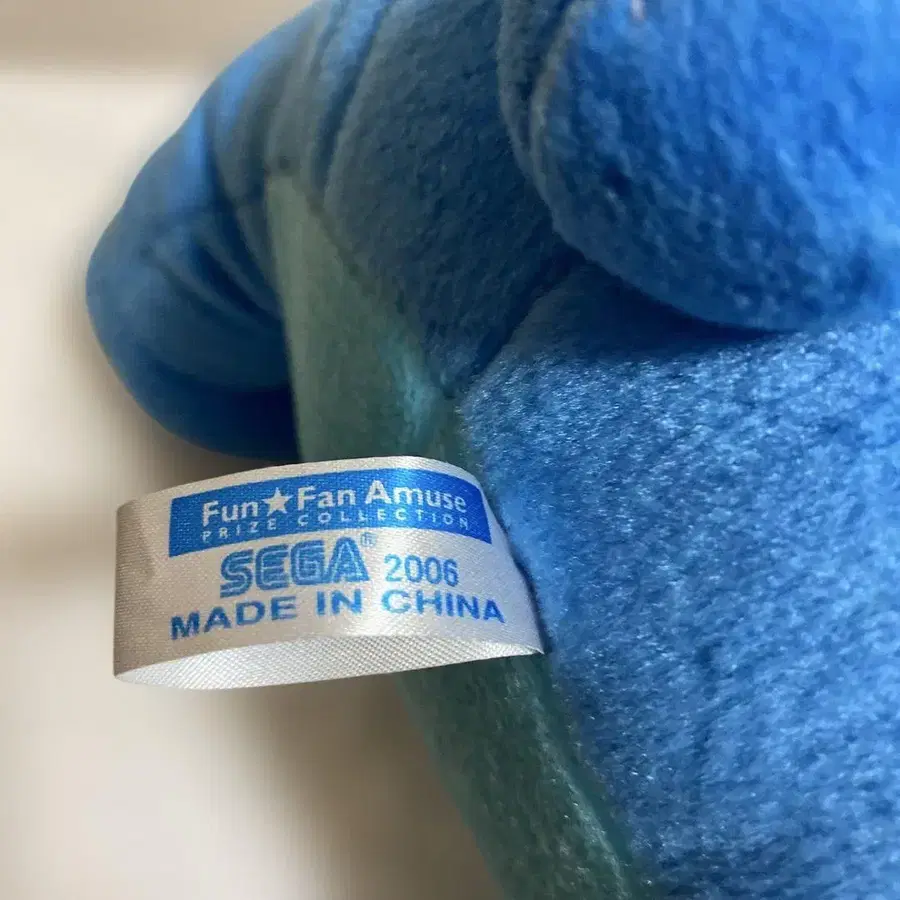 Fun★Fan Amuse
PRIZE COLLECTION
SEGA® 2006
MADE IN CHINA